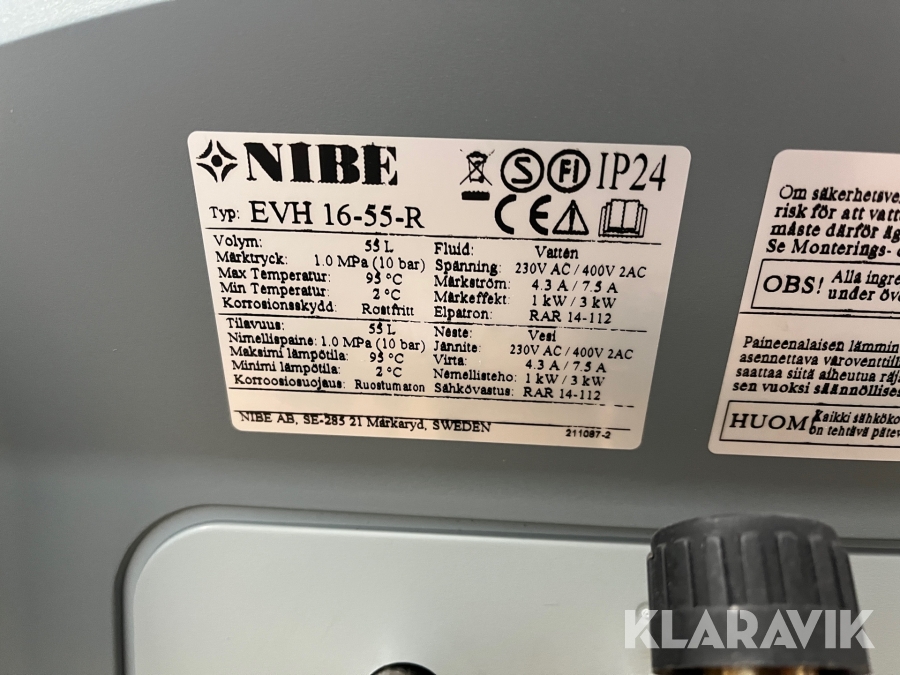 NIBE
S FI IP24
CE
Typ: EVH 16-55-R
Volym: 55 L
Märktryck: 1.0 MPa (10 bar)
Max Temperatur: 95 °C
Min Temperatur: 2 °C
Korrosionsskydd: Rostfritt
Fluid: Vatten
Spänning: 230V AC / 400V 2AC
Märkström: 4.3 A / 7.5 A
Märkeffekt: 1 kW / 3 kW
Elpatron: RAR 14-112
Tilavuus: 55 L
Nimellispaine: 1.0 MPa (10 bar)
Maksimi lämpötila: 95 °C
Minimi lämpötila: 2 °C
Korroosiosuojaus: Ruostumaton
Neste: Vesi
Jännite: 230V AC / 400V 2AC
Virta: 4.3 A / 7.5 A
Nemellisteho: 1 kW / 3 kW
Sähkövastus: RAR 14-112
NIBE AB, SE-285 21 Markaryd, SWEDEN
211087-2
Om säkerhetsve
risk för att vatt
måste därför äg
Se Monterings-
OBS! Alla ingre
under öve
Paineenalaisen lämmin
asennettava varoventtiil
saattaa siitä aiheutua räj
sen vuoksi säännöllises
HUOM Kaikki sähköko
on tehtävä pätev
KLARAVIK